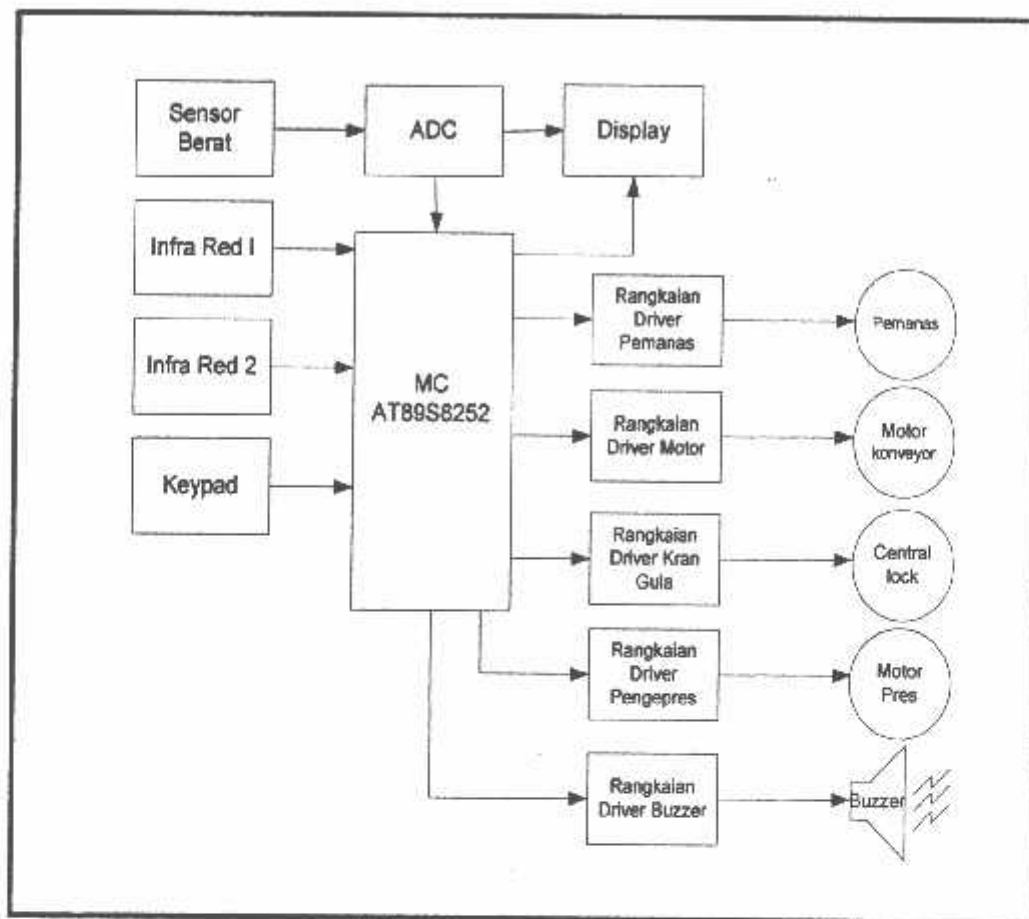 Sensor
Berat
ADC
Display
Infra Red I
Infra Red 2
Keypad
MC
AT89S8252
Rangkaian
Driver
Pemanas
Pemanas
Rangkaian
Driver Motor
Motor
konveyor
Rangkaian
Driver Kran
Gula
Central
lock
Rangkaian
Driver
Pengepres
Motor
Pres
Rangkaian
Driver Buzzer
Buzzer